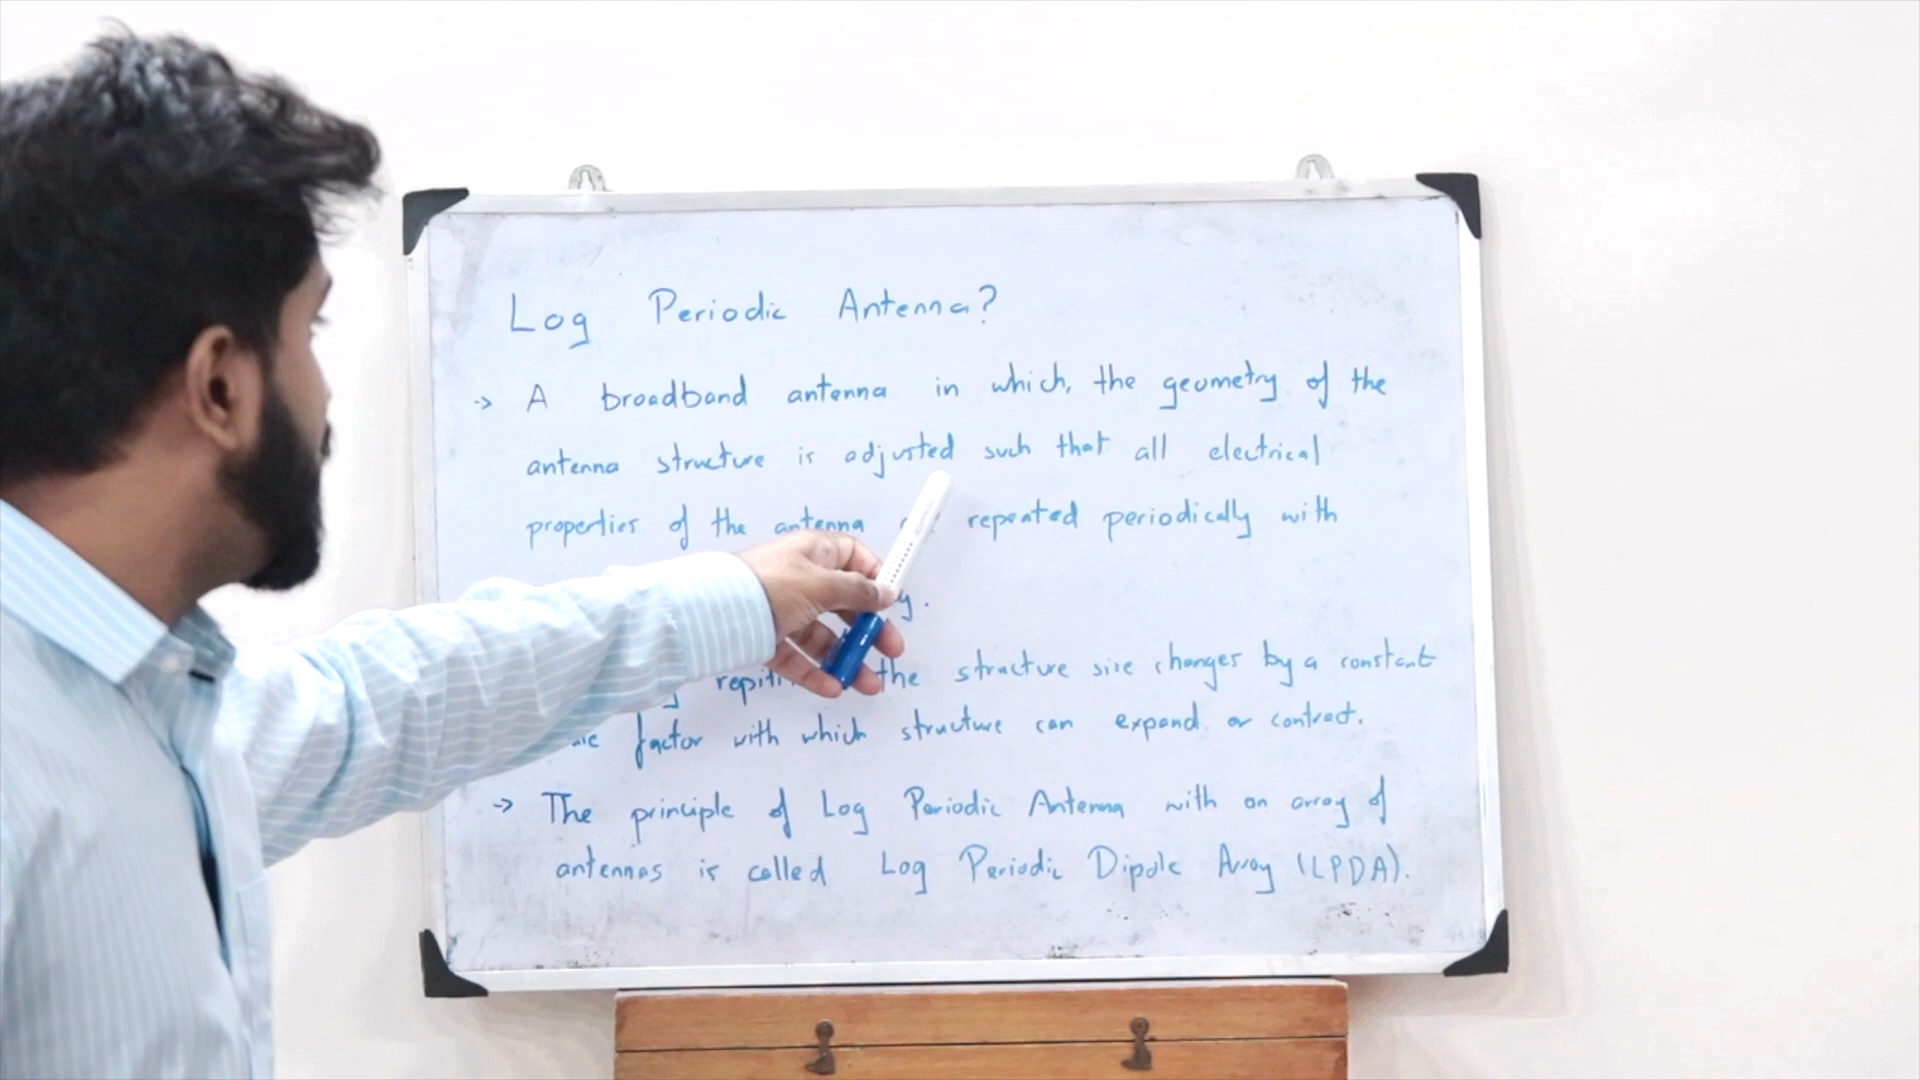 Log Periodic Antenna?
-> A broadband antenna in which, the geometry of the
antenna structure is adjusted such that all electrical
properties of the antenna repeated periodically with
the structure size changes by a constant
factor with which structure can expand or contract.
-> The principle of Log Periodic Antenna with an array of
antennas is called Log Periodic Dipole Array (LPDA).